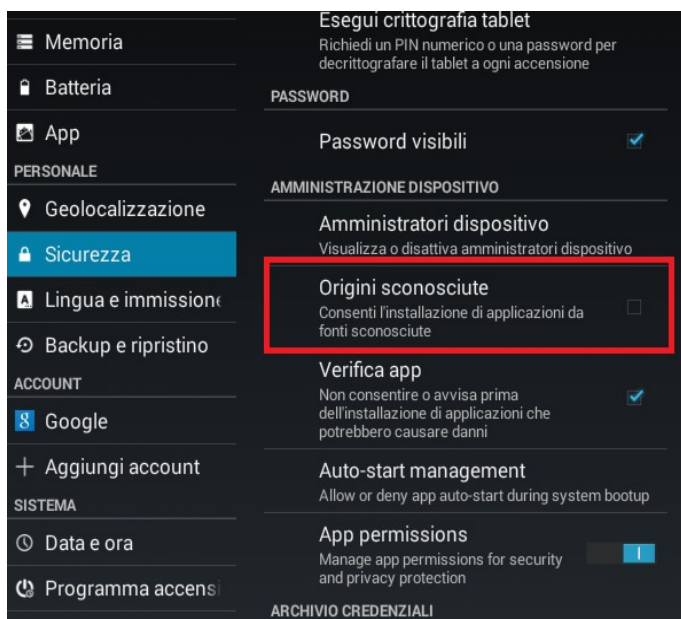 Memoria
Batteria
App
PERSONALE
Geolocalizzazione
Sicurezza
Lingua e immissione
Backup e ripristino
ACCOUNT
8 Google
Aggiungi account
SISTEMA
Data e ora
Programma accensi
Esegui crittografia tablet
Richiedi un PIN numerico o una password per
decrittografare il tablet a ogni accensione
PASSWORD
Password visibili
AMMINISTRAZIONE DISPOSITIVO
Amministratori dispositivo
Visualizza o disattiva amministratori dispositivo
Origini sconosciute
Consenti l'installazione di applicazioni da
fonti sconosciute
Verifica app
Non consentire o avvisa prima
dell'installazione di applicazioni che
potrebbero causare danni
Auto-start management
Allow or deny app auto-start during system bootup
App permissions
Manage app permissions for security
and privacy protection
ARCHIVIO CREDENZIALI